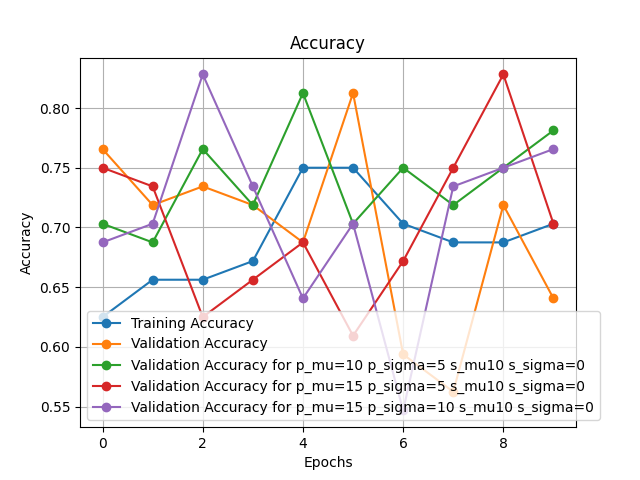 Accuracy
0.80
0.75
0.70
0.65
0.60
0.55
Accuracy
Training Accuracy
Validation Accuracy
Validation Accuracy for p_mu=10 p_sigma=5 s_mu10 s_sigma=0
Validation Accuracy for p_mu=15 p_sigma=5 s_mu10 s_sigma=0
Validation Accuracy for p_mu=15 p_sigma=10 s_mu10 s_sigma=0
0 2 4 6 8
Epochs